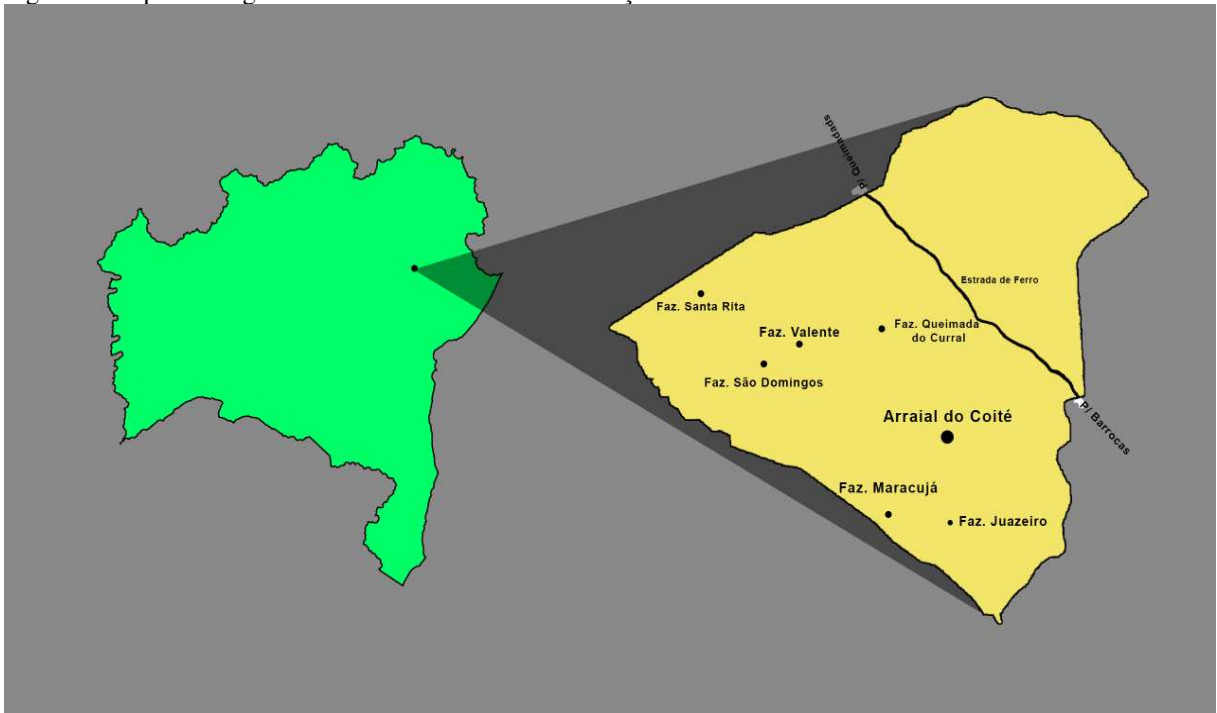 P/ Queimadps
Estrada de Ferro
Faz. Santa Rita
Faz. Valente
Faz. Queimada
do Curral
Faz. São Domingos
Arraial do Coité
P/ Barrocas
Faz. Maracujá
Faz. Juazeiro